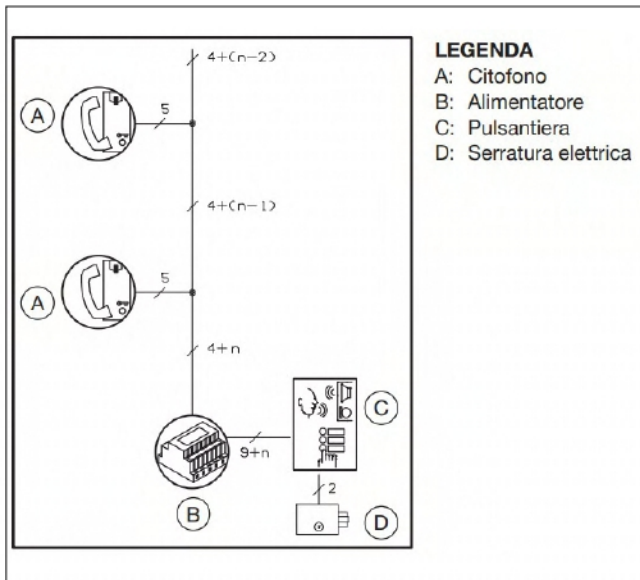 4+(n-2)
LEGENDA
A: Citofono
B: Alimentatore
C: Pulsantiera
D: Serratura elettrica
A
5
4+(n-1)
A
5
4+n
C
9+n
2
B
D